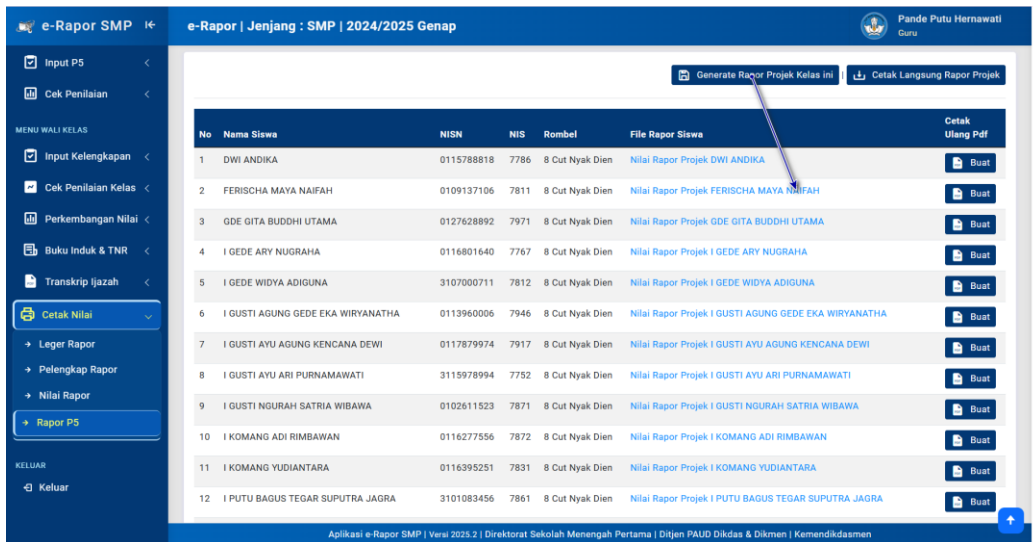 e-Rapor SMP
e-Rapor | Jenjang : SMP | 2024/2025 Genap
Pande Putu Hernawati
Guru
Input P5
Cek Penilaian
MENU WALI KELAS
Input Kelengkapan
Cek Penilaian Kelas
Perkembangan Nilai
Buku Induk & TNR
Transkrip Ijazah
Cetak Nilai
Leger Rapor
Pelengkap Rapor
Nilai Rapor
Rapor P5
KELUAR
Keluar
Generate Rapor Projek Kelas ini | Cetak Langsung Rapor Projek
No Nama Siswa NISN NIS Rombel File Rapor Siswa Cetak Ulang Pdf
1 DWI ANDIKA 0115788818 7786 8 Cut Nyak Dien Nilai Rapor Projek DWI ANDIKA Buat
2 FERISCHA MAYA NAIFAH 0109137106 7811 8 Cut Nyak Dien Nilai Rapor Projek FERISCHA MAYA NAIFAH Buat
3 GDE GITA BUDDHI UTAMA 0127628892 7971 8 Cut Nyak Dien Nilai Rapor Projek GDE GITA BUDDHI UTAMA Buat
4 I GEDE ARY NUGRAHA 0116801640 7767 8 Cut Nyak Dien Nilai Rapor Projek I GEDE ARY NUGRAHA Buat
5 I GEDE WIDYA ADIGUNA 3107000711 7812 8 Cut Nyak Dien Nilai Rapor Projek I GEDE WIDYA ADIGUNA Buat
6 I GUSTI AGUNG GEDE EKA WIRYANATHA 0113960006 7946 8 Cut Nyak Dien Nilai Rapor Projek I GUSTI AGUNG GEDE EKA WIRYANATHA Buat
7 I GUSTI AYU AGUNG KENCANA DEWI 0117879974 7917 8 Cut Nyak Dien Nilai Rapor Projek I GUSTI AYU AGUNG KENCANA DEWI Buat
8 I GUSTI AYU ARI PURNAMAWATI 3115978994 7752 8 Cut Nyak Dien Nilai Rapor Projek I GUSTI AYU ARI PURNAMAWATI Buat
9 I GUSTI NGURAH SATRIA WIBAWA 0102611523 7871 8 Cut Nyak Dien Nilai Rapor Projek I GUSTI NGURAH SATRIA WIBAWA Buat
10 I KOMANG ADI RIMBAWAN 0116277556 7872 8 Cut Nyak Dien Nilai Rapor Projek I KOMANG ADI RIMBAWAN Buat
11 I KOMANG YUDIANTARA 0116395251 7831 8 Cut Nyak Dien Nilai Rapor Projek I KOMANG YUDIANTARA Buat
12 I PUTU BAGUS TEGAR SUPUTRA JAGRA 3101083456 7861 8 Cut Nyak Dien Nilai Rapor Projek I PUTU BAGUS TEGAR SUPUTRA JAGRA Buat
Aplikasi e-Rapor SMP | Versi 2025.2 | Direktorat Sekolah Menengah Pertama | Ditjen PAUD Dikdas & Dikmen | Kemendikdasmen